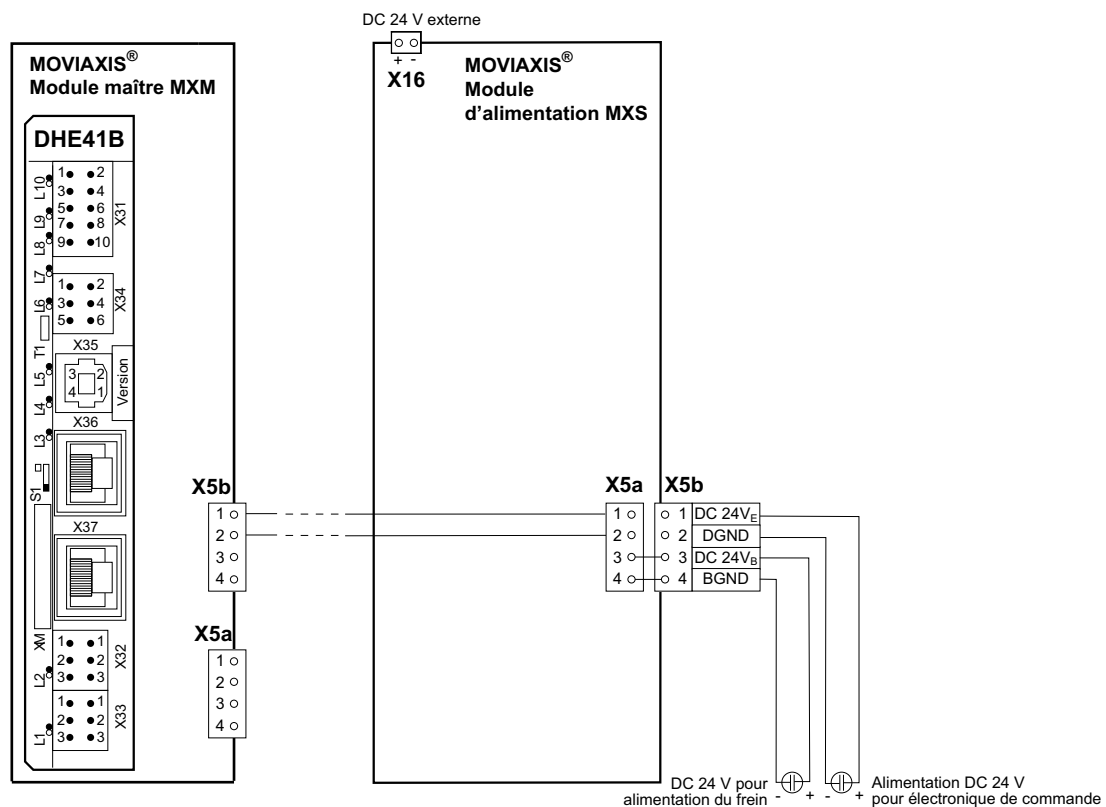 DC 24 V externe
+ -
X16
MOVIAXIS®
Module maître MXM
MOVIAXIS®
Module
d'alimentation MXS
DHE41B
L10
L9
L8
L7
L6
T1
L5
L4
L3
S1
XM
L2
L1
1 2
3 4
5 6
7 8
9 10
X31
1 2
3 4
5 6
X34
X35
3 2
4 1
Version
X36
X37
1 1
2 2
3 3
X32
1 1
2 2
3 3
X33
X5b
1
2
3
4
X5a
1
2
3
4
X5a
1
2
3
4
X5b
1 DC 24VE
2 DGND
3 DC 24VB
4 BGND
DC 24 V pour
alimentation du frein
- +
- +
Alimentation DC 24 V
pour électronique de commande